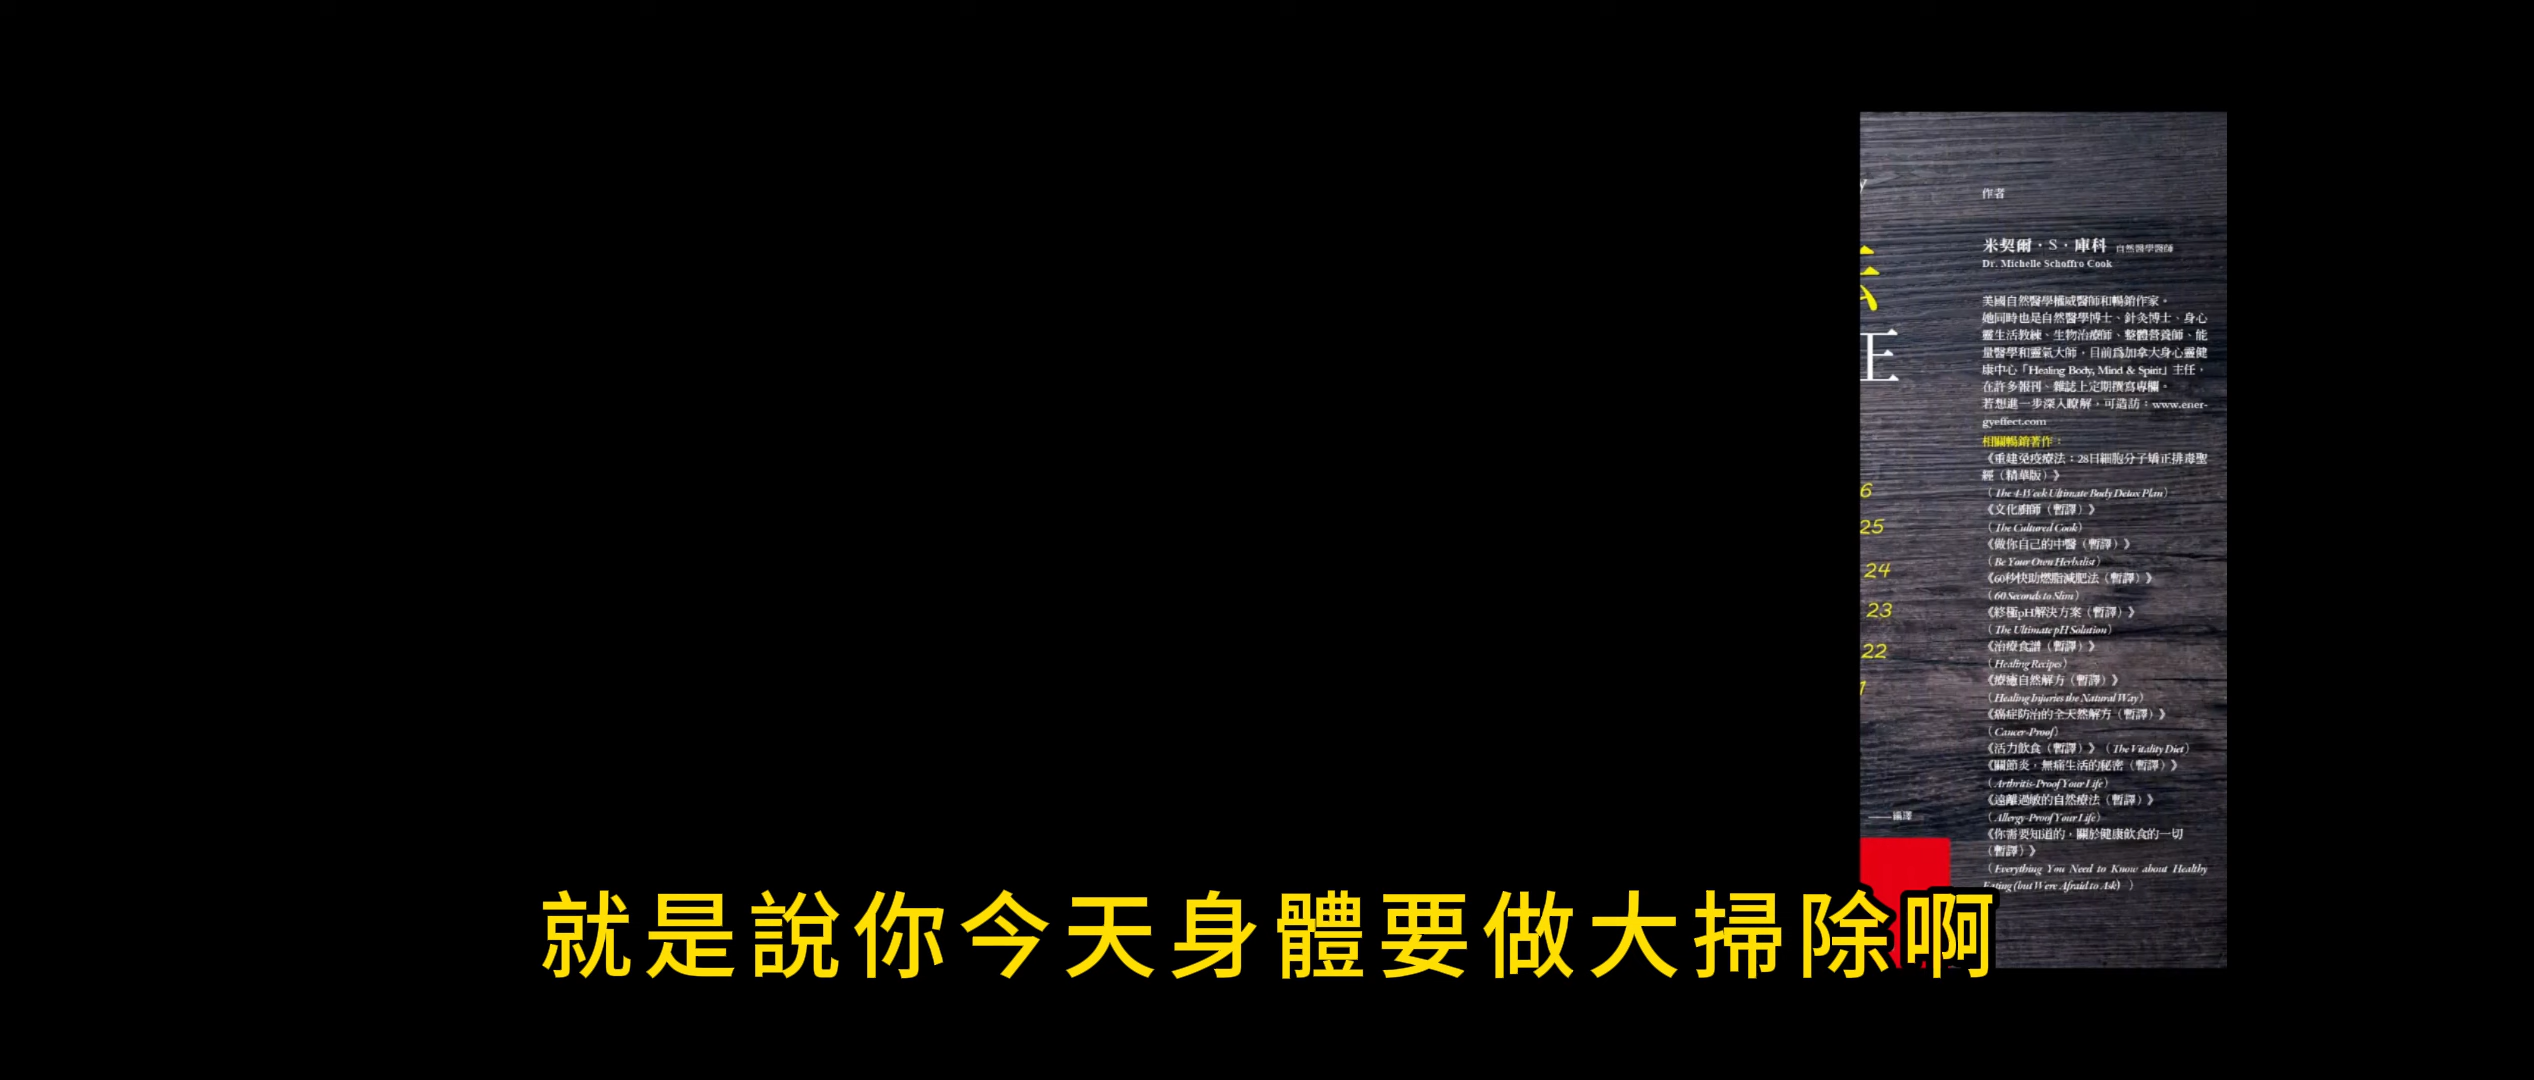 作者
米契爾·S·庫科 自然醫學醫師
Dr. Michelle Schoffro Cook
美國自然醫學權威醫師和暢銷作家。
她同時也是自然醫學博士、針灸博士、身心
靈生活教練、生物治療師、整體營養師、能
量醫學和靈氣大師，目前為加拿大身心靈健
康中心「Healing Body, Mind & Spirit」主任，
在許多報刊、雜誌上定期撰寫專欄。
若想進一步深入瞭解，可造訪：www.ener-
gyeffect.com
相關暢銷著作：
《重建免疫療法：28日細胞分子矯正排毒聖
經（精華版）》
（The 4-Week Ultimate Body Detox Plan）
《文化廚師（暫譯）》
（The Cultured Cook）
《做你自己的中醫（暫譯）》
（Be Your Own Herbalist）
《60秒快助燃脂減肥法（暫譯）》
（60 Seconds to Slim）
《終極pH解決方案（暫譯）》
（The Ultimate pH Solution）
《治療食譜（暫譯）》
（Healing Recipes）
《療癒自然解方（暫譯）》
（Healing Injuries the Natural Way）
《癌症防治的全天然解方（暫譯）》
（Cancer-Proof）
《活力飲食（暫譯）》（The Vitality Diet）
《關節炎，無痛生活的秘密（暫譯）》
（Arthritis-Proof Your Life）
《遠離過敏的自然療法（暫譯）》
（Allergy-Proof Your Life）
《你需要知道的，關於健康飲食的一切
（暫譯）》
（Everything You Need to Know about Healthy
Eating (but Were Afraid to Ask) ）
6
25
24
23
22
1
——編譯
就是說你今天身體要做大掃除啊